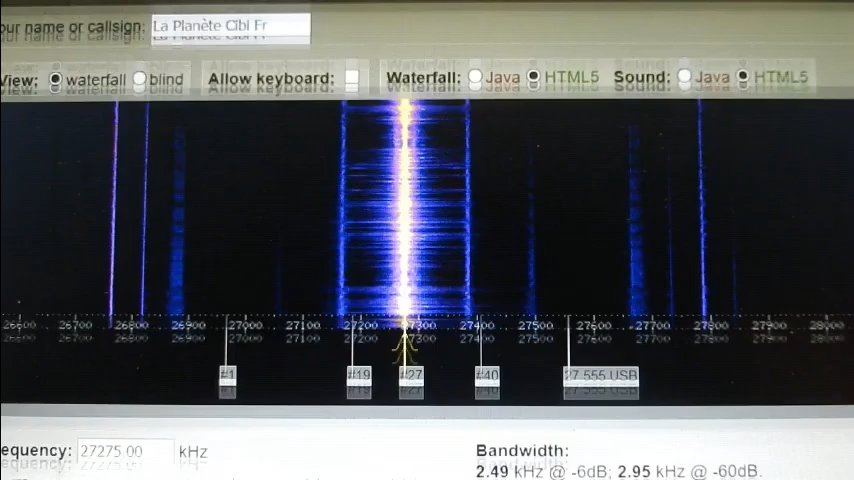 our name or callsign: La Planète Cibi Fr
View: waterfall blind Allow keyboard: Waterfall: Java HTML5 Sound: Java HTML5
26600 26700 26800 26900 27000 27100 27200 27300 27400 27500 27600 27700 27800 27900 28000
#1 #19 #27 #40 27 555 USB
equency: 27275.00 kHz
Bandwidth:
2.49 kHz @ -6dB; 2.95 kHz @ -60dB.